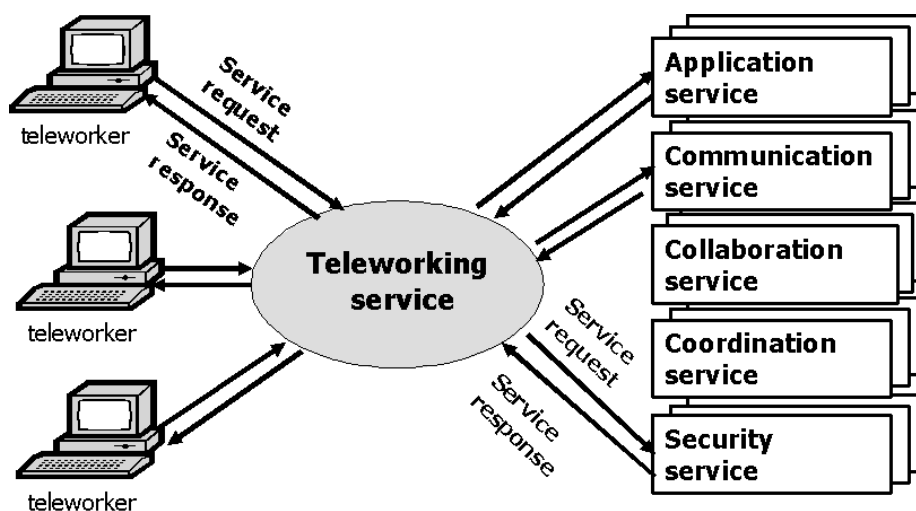 Service
request
Service
response
teleworker
teleworker
teleworker
Teleworking
service
Service
request
Service
response
Application
service
Communication
service
Collaboration
service
Coordination
service
Security
service